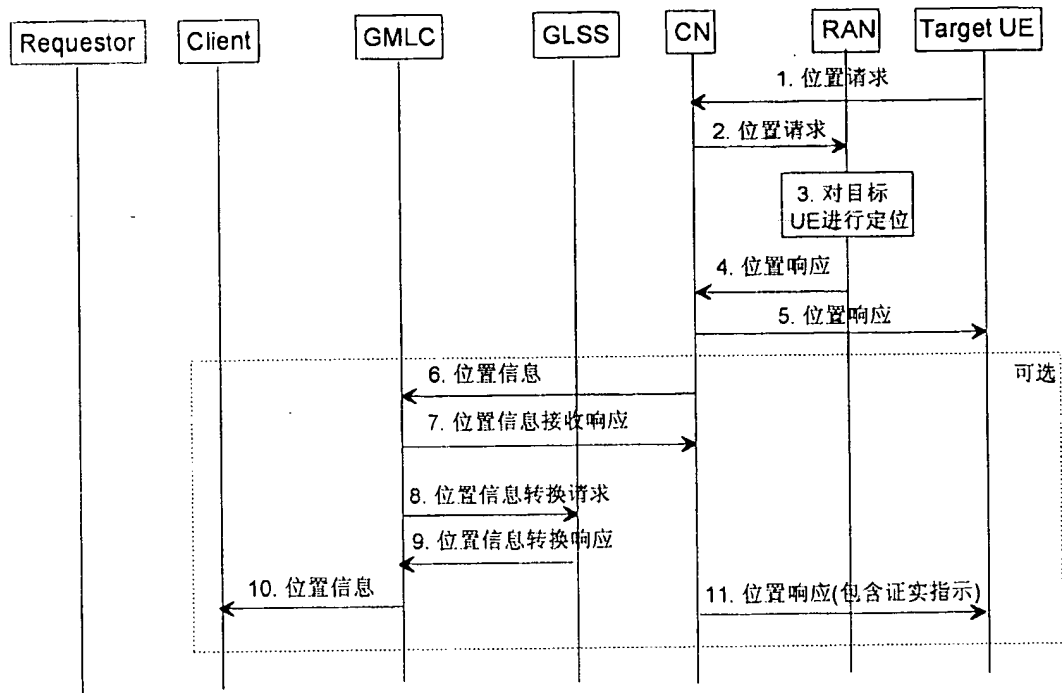 Requestor
Client
GMLC
GLSS
CN
RAN
Target UE
1. 位置请求
2. 位置请求
3. 对目标
UE进行定位
4. 位置响应
5. 位置响应
可选
6. 位置信息
7. 位置信息接收响应
8. 位置信息转换请求
9. 位置信息转换响应
10. 位置信息
11. 位置响应(包含证实指示)